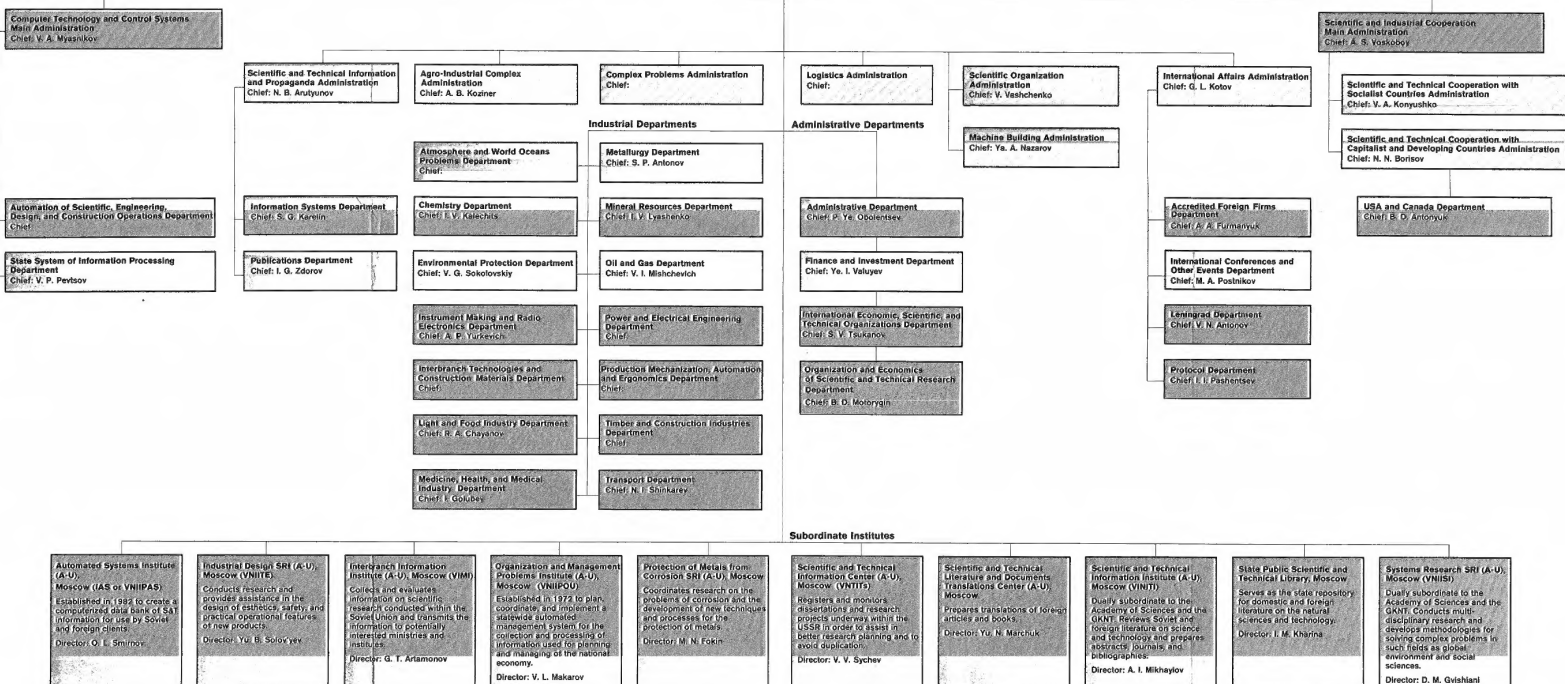 Computer Technology and Control Systems
Main Administration
Chief: V. A. Myasnikov
Scientific and Industrial Cooperation
Main Administration
Chief: A. S. Voskoboy
Scientific and Technical Information
and Propaganda Administration
Chief: N. B. Arutyunov
Agro-Industrial Complex
Administration
Chief: A. B. Koziner
Complex Problems Administration
Chief:
Logistics Administration
Chief:
Scientific Organization
Administration
Chief: V. Vashchenko
International Affairs Administration
Chief: G. L. Kotov
Scientific and Technical Cooperation with
Socialist Countries Administration
Chief: V. A. Konyushko
Industrial Departments
Administrative Departments
Machine Building Administration
Chief: Ya. A. Nazarov
Scientific and Technical Cooperation with
Capitalist and Developing Countries Administration
Chief: N. N. Borisov
Atmosphere and World Oceans
Problems Department
Chief:
Metallurgy Department
Chief: S. P. Antonov
Automation of Scientific, Engineering,
Design, and Construction Operations Department
Chief:
Information Systems Department
Chief: S. G. Karelin
Chemistry Department
Chief: I. V. Kalechits
Mineral Resources Department
Chief: I. V. Lyashenko
Administrative Department
Chief: P. Ye. Obolentsev
Accredited Foreign Firms
Department
Chief: A. A. Furmanyuk
USA and Canada Department
Chief: B. D. Antonyuk
State System of Information Processing
Department
Chief: V. P. Pevtsov
Publications Department
Chief: I. G. Zdorov
Environmental Protection Department
Chief: V. G. Sokolovskiy
Oil and Gas Department
Chief: V. I. Mishchevich
Finance and Investment Department
Chief: Ye. I. Valuyev
International Conferences and
Other Events Department
Chief: M. A. Postnikov
Instrument Making and Radio
Electronics Department
Chief: A. P. Yurkevich
Power and Electrical Engineering
Department
Chief:
International Economic, Scientific, and
Technical Organizations Department
Chief: S. V. Tsukanov
Leningrad Department
Chief: V. N. Antonov
Interbranch Technologies and
Construction Materials Department
Chief:
Production Mechanization, Automation
and Ergonomics Department
Chief:
Organization and Economics
of Scientific and Technical Research
Department
Chief: B. D. Motorygin
Protocol Department
Chief: I. I. Pashentsev
Light and Food Industry Department
Chief: R. A. Chayanov
Timber and Construction Industries
Department
Chief:
Medicine, Health, and Medical
Industry Department
Chief: I. Golubev
Transport Department
Chief: N. I. Shinkarev
Subordinate Institutes
Automated Systems Institute
(A-U),
Moscow (IAS or VNIIPAS)
Established in 1982 to create a
computerized data bank of S&T
information for use by Soviet
and foreign clients.
Director: O. L. Smirnov
Industrial Design SRI (A-U),
Moscow (VNIITE)
Conducts research and
provides assistance in the
design of esthetics, safety, and
practical operational features
of new products.
Director: Yu. B. Solov'yev
Interbranch Information
Institute (A-U), Moscow (VIMI)
Collects and evaluates
information on scientific
research conducted within the
Soviet Union and transmits the
information to potentially
interested ministries and
institutes.
Director: G. T. Artamonov
Organization and Management
Problems Institute (A-U),
Moscow (VNIIPOU)
Established in 1972 to plan,
coordinate, and implement a
statewide automated
management system for the
collection and processing of
information used for planning
and managing of the national
economy.
Director: V. L. Makarov
Protection of Metals from
Corrosion SRI (A-U), Moscow
Coordinates research on the
problems of corrosion and the
development of new techniques
and processes for the
protection of metals.
Director: M. N. Fokin
Scientific and Technical
Information Center (A-U),
Moscow (VNTITs)
Registers and monitors
dissertations and research
projects underway within the
USSR in order to assist in
better research planning and to
avoid duplication.
Director: V. V. Sychev
Scientific and Technical
Literature and Documents
Translations Center (A-U),
Moscow
Prepares translations of foreign
articles and books.
Director: Yu. N. Marchuk
Scientific and Technical
Information Institute (A-U),
Moscow (VINITI)
Dually subordinate to the
Academy of Sciences and the
GKNT. Reviews Soviet and
foreign literature on science
and technology and prepares
abstracts, journals, and
bibliographies.
Director: A. I. Mikhaylov
State Public Scientific and
Technical Library, Moscow
Serves as the state repository
for domestic and foreign
literature on the natural
sciences and technology.
Director: I. M. Kharina
Systems Research SRI (A-U),
Moscow (VNIISI)
Dually subordinate to the
Academy of Sciences and the
GKNT. Conducts multi-
disciplinary research and
develops methodologies for
solving complex problems in
such fields as global
environment and social
sciences.
Director: D. M. Gvishiani